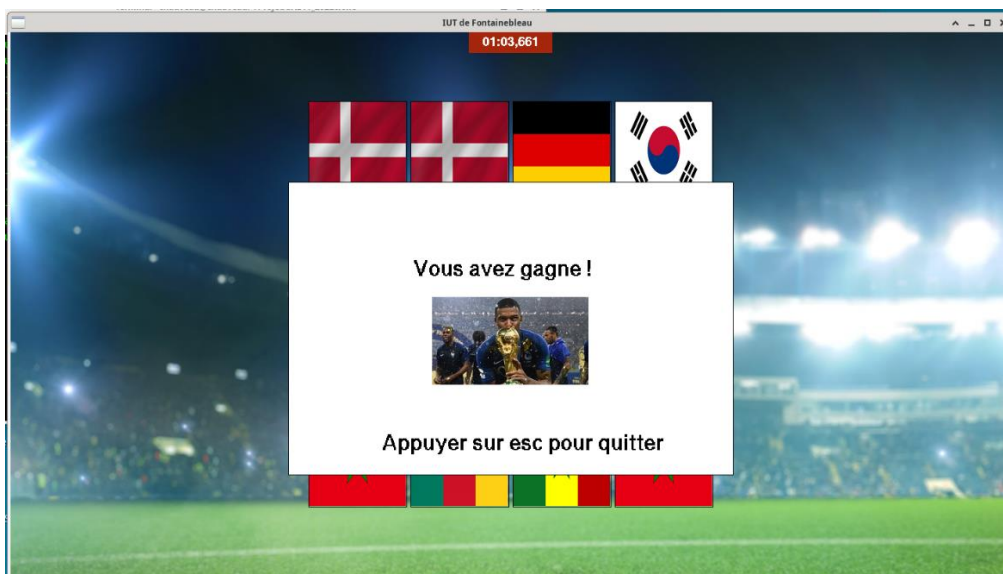 IUT de Fontainebleau
01:03,661
Vous avez gagne !
Appuyer sur esc pour quitter